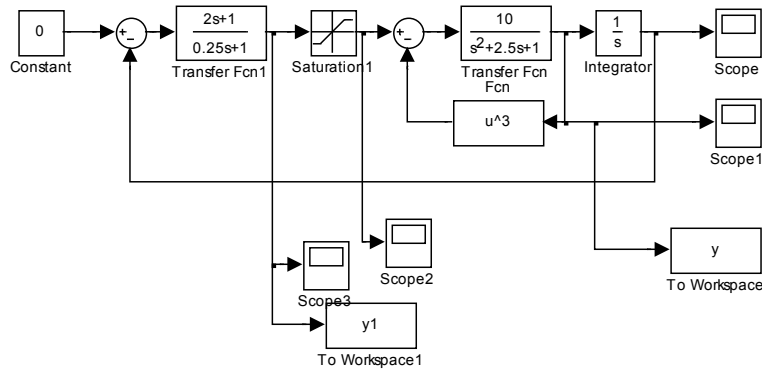 0
Constant
2s+1
0.25s+1
Transfer Fcn1
Saturation1
10
s²+2.5s+1
Transfer Fcn
1
s
Integrator
Scope
Fcn
u^3
Scope1
Scope2
y
To Workspace
Scope3
y1
To Workspace1